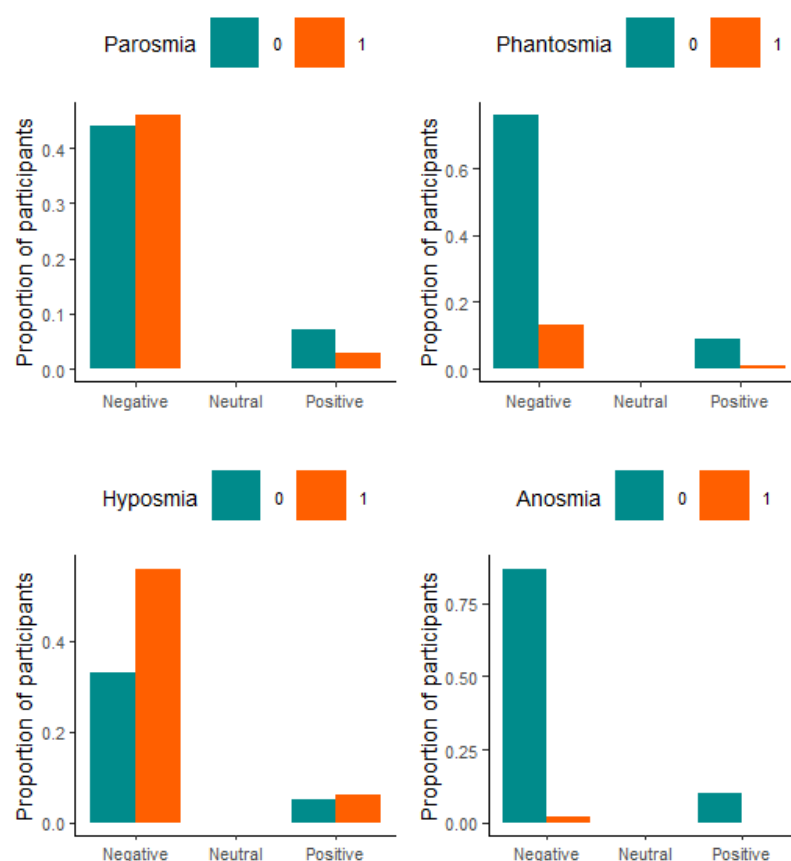 Parosmia 0 1
Proportion of participants
0.4
0.3
0.2
0.1
0.0
Negative Neutral Positive
Phantosmia 0 1
Proportion of participants
0.6
0.4
0.2
0.0
Negative Neutral Positive
Hyposmia 0 1
Proportion of participants
0.4
0.2
0.0
Negative Neutral Positive
Anosmia 0 1
Proportion of participants
0.75
0.50
0.25
0.00
Negative Neutral Positive